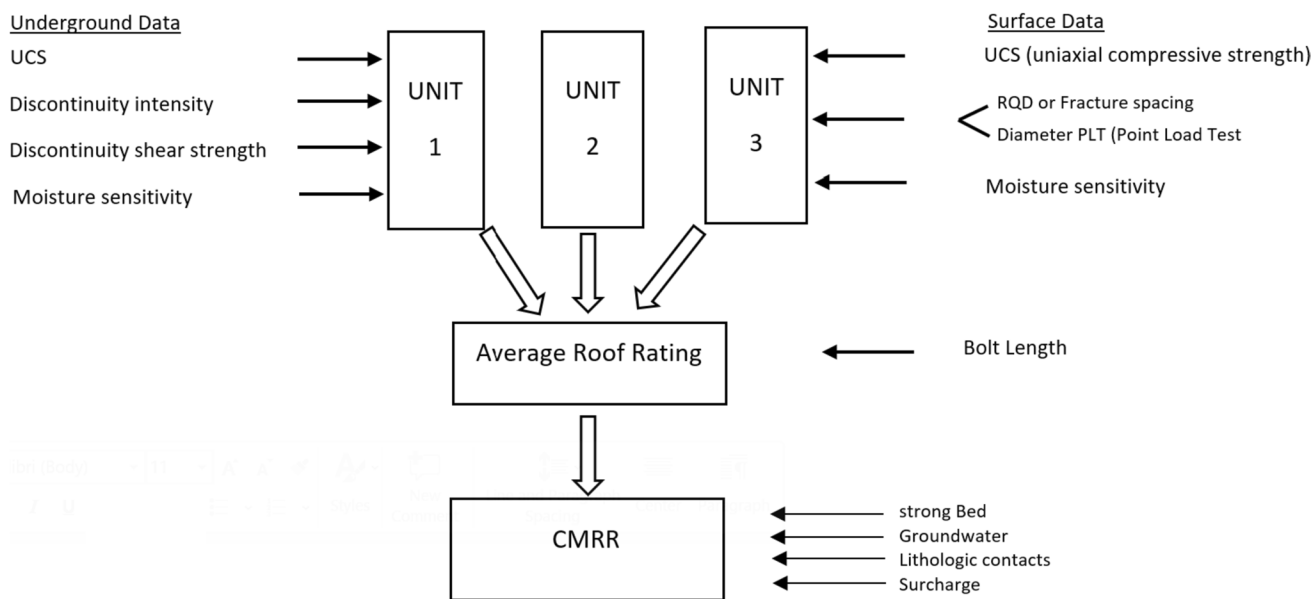 Underground Data
UCS
Discontinuity intensity
Discontinuity shear strength
Moisture sensitivity
UNIT
1
UNIT
2
UNIT
3
Surface Data
UCS (uniaxial compressive strength)
RQD or Fracture spacing
Diameter PLT (Point Load Test
Moisture sensitivity
Average Roof Rating
Bolt Length
CMRR
strong Bed
Groundwater
Lithologic contacts
Surcharge